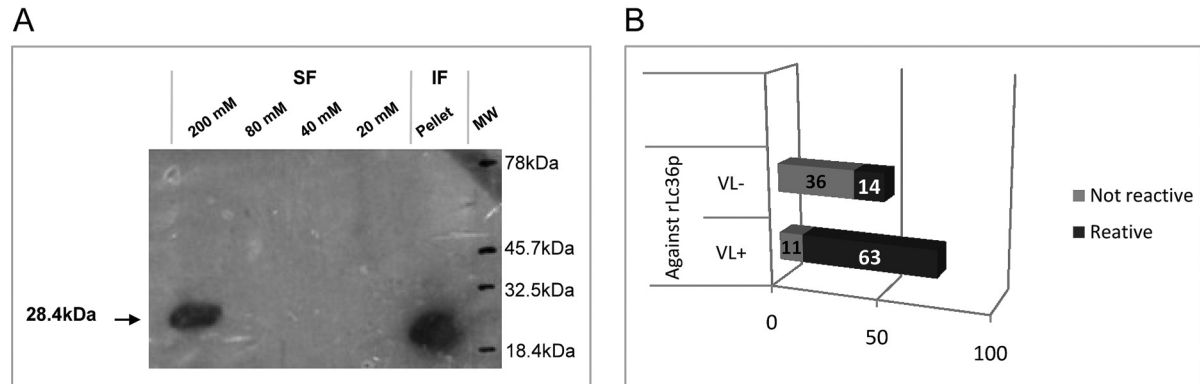 A
SF
IF
200 mM
80 mM
40 mM
20 mM
Pellet
MW
78kDa
45.7kDa
32.5kDa
28.4kDa
18.4kDa
B
Against rLc36p
VL-
36
14
VL+
11
63
0
50
100
Not reactive
Reative